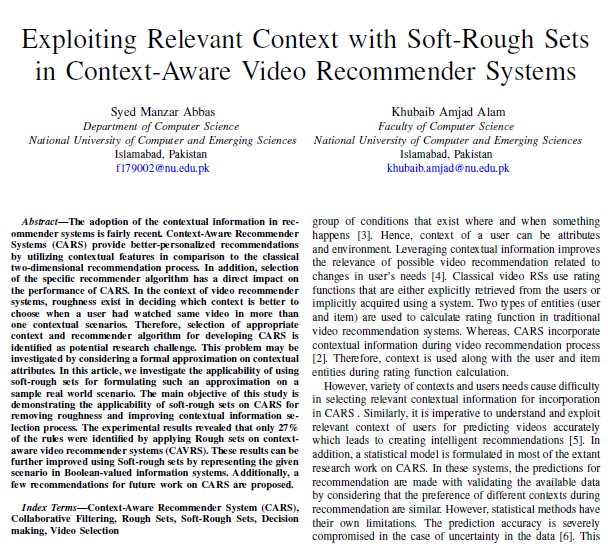 Exploiting Relevant Context with Soft-Rough Sets
in Context-Aware Video Recommender Systems
Syed Manzar Abbas
Department of Computer Science
National University of Computer and Emerging Sciences
Islamabad, Pakistan
f179002@nu.edu.pk
Khubaib Amjad Alam
Faculty of Computer Science
National University of Computer and Emerging Sciences
Islamabad, Pakistan
khubaib.amjad@nu.edu.pk
Abstract—The adoption of the contextual information in rec-
ommender systems is fairly recent. Context-Aware Recommender
Systems (CARS) provide better-personalized recommendations
by utilizing contextual features in comparison to the classical
two-dimensional recommendation process. In addition, selection
of the specific recommender algorithm has a direct impact on
the performance of CARS. In the context of video recommender
systems, roughness exist in deciding which context is better to
choose when a user had watched same video in more than
one contextual scenarios. Therefore, selection of appropriate
context and recommender algorithm for developing CARS is
identified as potential research challenge. This problem may be
investigated by considering a formal approximation on contextual
attributes. In this article, we investigate the applicability of using
soft-rough sets for formulating such an approximation on a
sample real world scenario. The main objective of this study is
demonstrating the applicability of soft-rough sets on CARS for
removing roughness and improving contextual information se-
lection process. The experimental results revealed that only 27%
of the rules were identified by applying Rough sets on context-
aware video recommender systems (CAVRS). These results can be
further improved using Soft-rough sets by representing the given
scenario in Boolean-valued information systems. Additionally, a
few recommendations for future work on CARS are proposed.
Index Terms—Context-Aware Recommender System (CARS),
Collaborative Filtering, Rough Sets, Soft-Rough Sets, Decision
making, Video Selection
group of conditions that exist where and when something
happens [3]. Hence, context of a user can be attributes
and environment. Leveraging contextual information improves
the relevance of possible video recommendation related to
changes in user's needs [4]. Classical video RSs use rating
functions that are either explicitly retrieved from the users or
implicitly acquired using a system. Two types of entities (user
and item) are used to calculate rating function in traditional
video recommendation systems. Whereas, CARS incorporate
contextual information during video recommendation process
[2]. Therefore, context is used along with the user and item
entities during rating function calculation.
However, variety of contexts and users needs cause difficulty
in selecting relevant contextual information for incorporation
in CARS . Similarly, it is imperative to understand and exploit
relevant context of users for predicting videos accurately
which leads to creating intelligent recommendations [5]. In
addition, a statistical model is formulated in most of the extant
research work on CARS. In these systems, the predictions for
recommendation are made with validating the available data
by considering that the preference of different contexts during
recommendation are similar. However, statistical methods have
their own limitations. The prediction accuracy is severely
compromised in the case of uncertainty in the data [6]. This